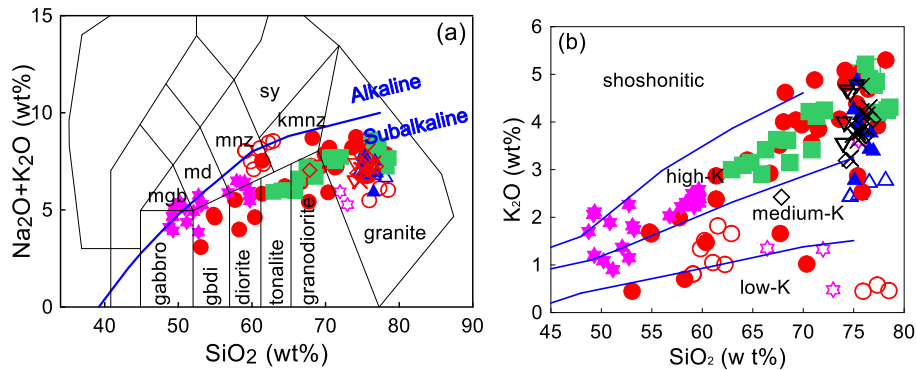 (a)
15
10
5
0
Na2O+K2O (wt%)
Alkaline
Subalkaline
sy
kmnz
mnz
md
mgb
gabbro
gbdi
diorite
tonalite
granodiorite
granite
40 50 60 70 80 90
SiO2 (wt%)
(b)
6
5
4
3
2
1
0
K2O (wt%)
shoshonitic
high-K
medium-K
low-K
45 50 55 60 65 70 75 80
SiO2 (w t%)